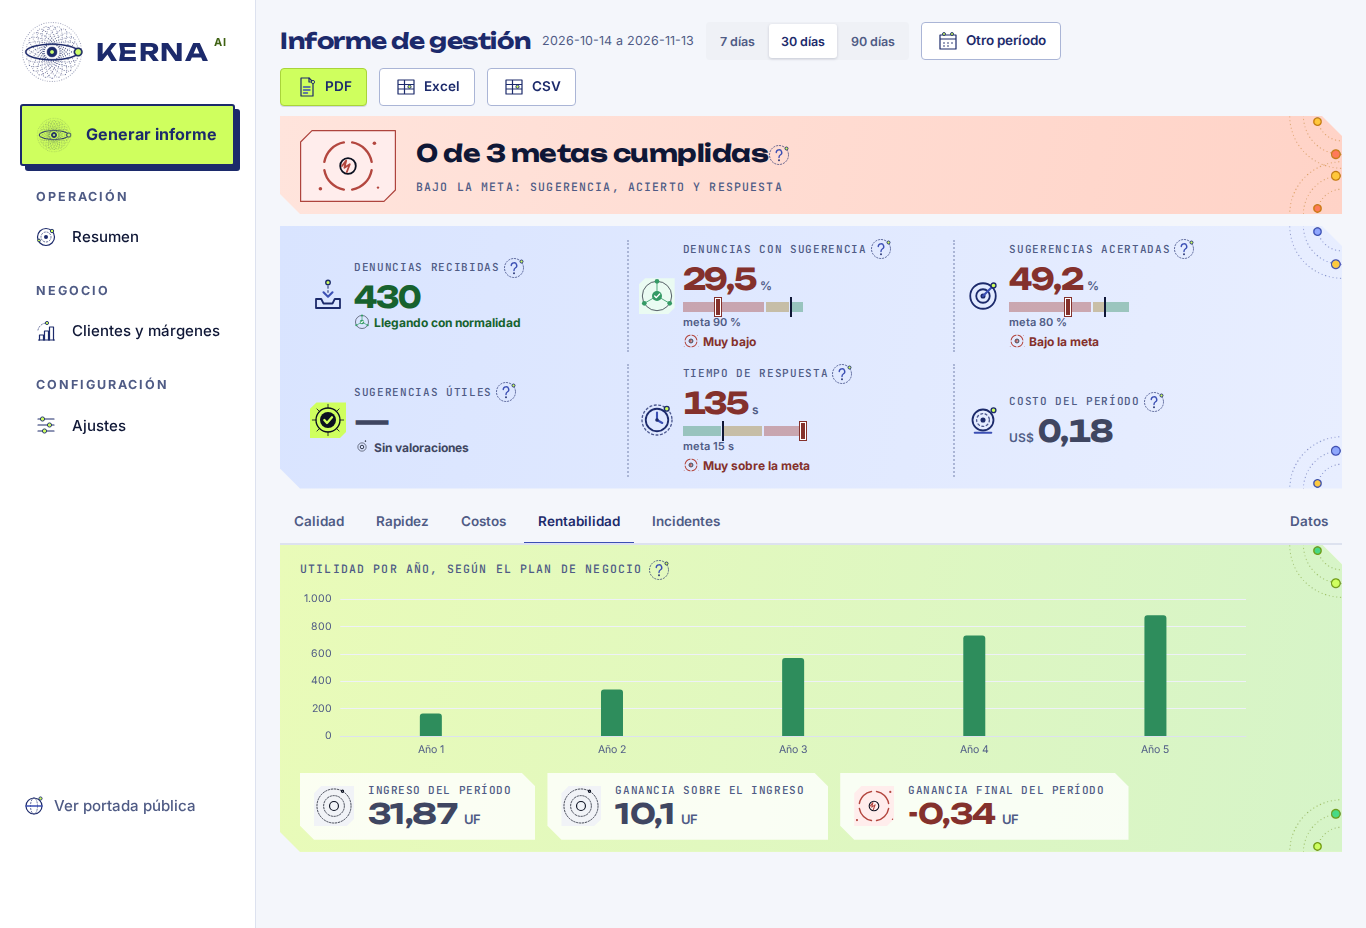 KERNA AI
Generar informe
OPERACIÓN
Resumen
NEGOCIO
Clientes y márgenes
CONFIGURACIÓN
Ajustes
Ver portada pública
Informe de gestión 2026-10-14 a 2026-11-13 7 días 30 días 90 días Otro período
PDF Excel CSV
0 de 3 metas cumplidas ?
BAJO LA META: SUGERENCIA, ACIERTO Y RESPUESTA
DENUNCIAS RECIBIDAS ?
430
Llegando con normalidad
DENUNCIAS CON SUGERENCIA ?
29,5 %
meta 90 %
Muy bajo
SUGERENCIAS ACERTADAS ?
49,2 %
meta 80 %
Bajo la meta
SUGERENCIAS ÚTILES ?
—
Sin valoraciones
TIEMPO DE RESPUESTA ?
135 s
meta 15 s
Muy sobre la meta
COSTO DEL PERÍODO ?
US$ 0,18
Calidad Rapidez Costos Rentabilidad Incidentes Datos
UTILIDAD POR AÑO, SEGÚN EL PLAN DE NEGOCIO ?
1.000
800
600
400
200
0
Año 1 Año 2 Año 3 Año 4 Año 5
INGRESO DEL PERÍODO
31,87 UF
GANANCIA SOBRE EL INGRESO
10,1 UF
GANANCIA FINAL DEL PERÍODO
-0,34 UF